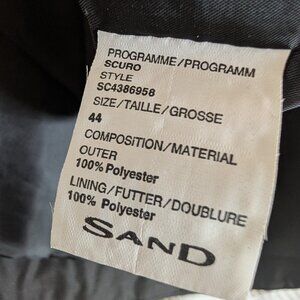 PROGRAMME/PROGRAMM
SCURO
STYLE
SC4386958
SIZE/TAILLE/GROSSE
44
COMPOSITION/MATERIAL
OUTER
100% Polyester
LINING/FUTTER/DOUBLURE
100% Polyester
SAND